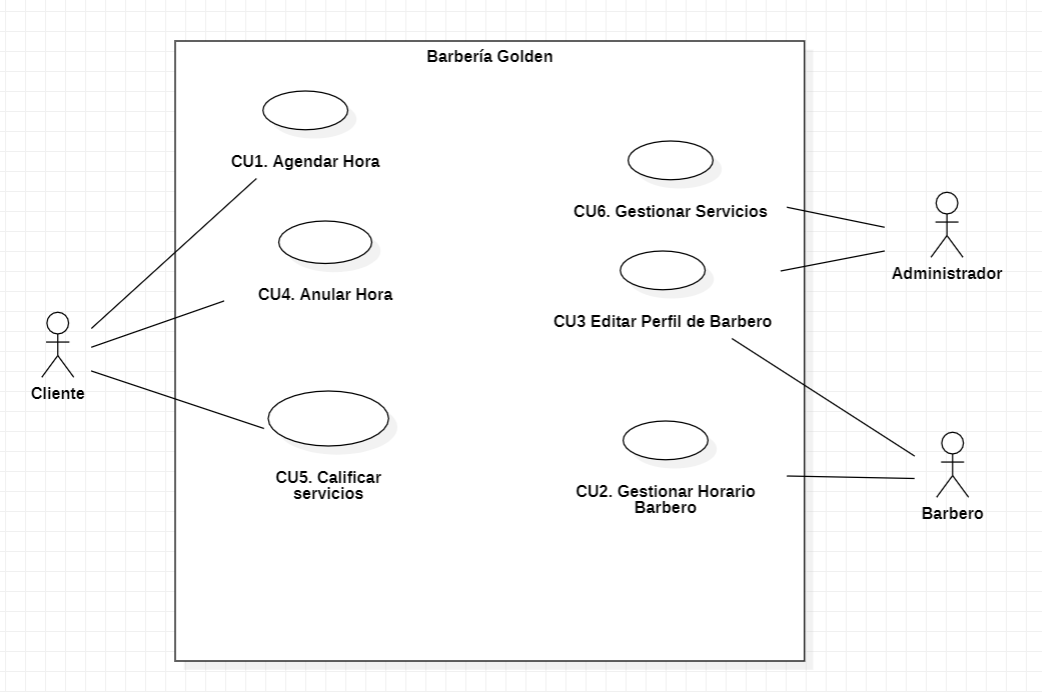 Barbería Golden
CU1. Agendar Hora
CU6. Gestionar Servicios
Administrador
CU4. Anular Hora
CU3 Editar Perfil de Barbero
Cliente
CU5. Calificar
servicios
CU2. Gestionar Horario
Barbero
Barbero